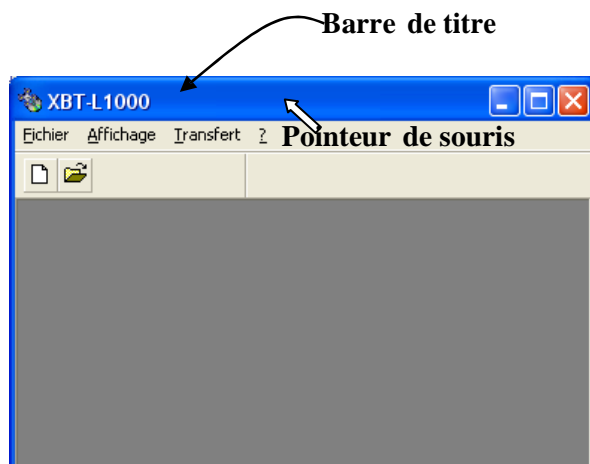 Barre de titre
XBT-L1000
Fichier Affichage Transfert ?
Pointeur de souris